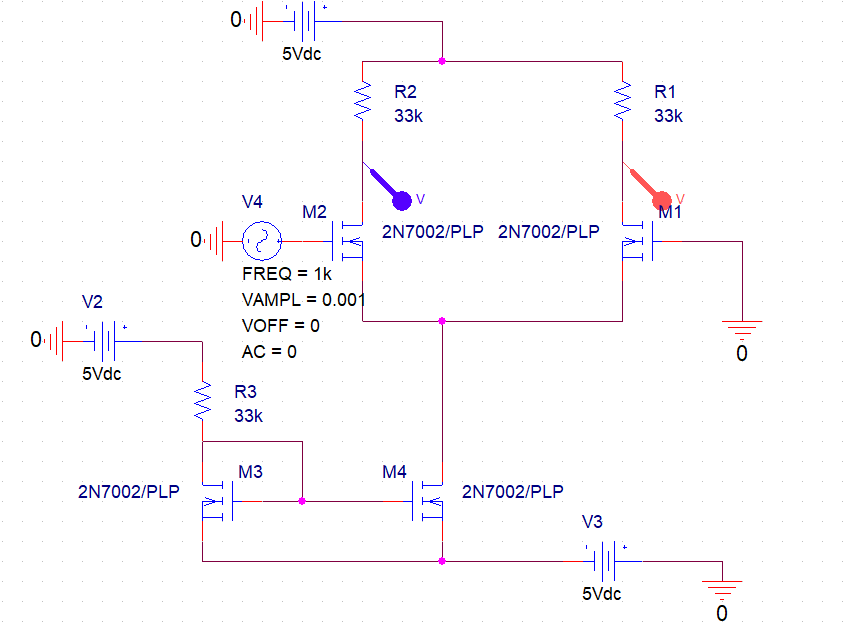 0
5Vdc
R2
33k
R1
33k
V
V
V4
M2
M1
2N7002/PLP
2N7002/PLP
0
FREQ = 1k
VAMPL = 0.001
VOFF = 0
AC = 0
0
V2
0
5Vdc
R3
33k
M3
M4
2N7002/PLP
2N7002/PLP
V3
5Vdc
0